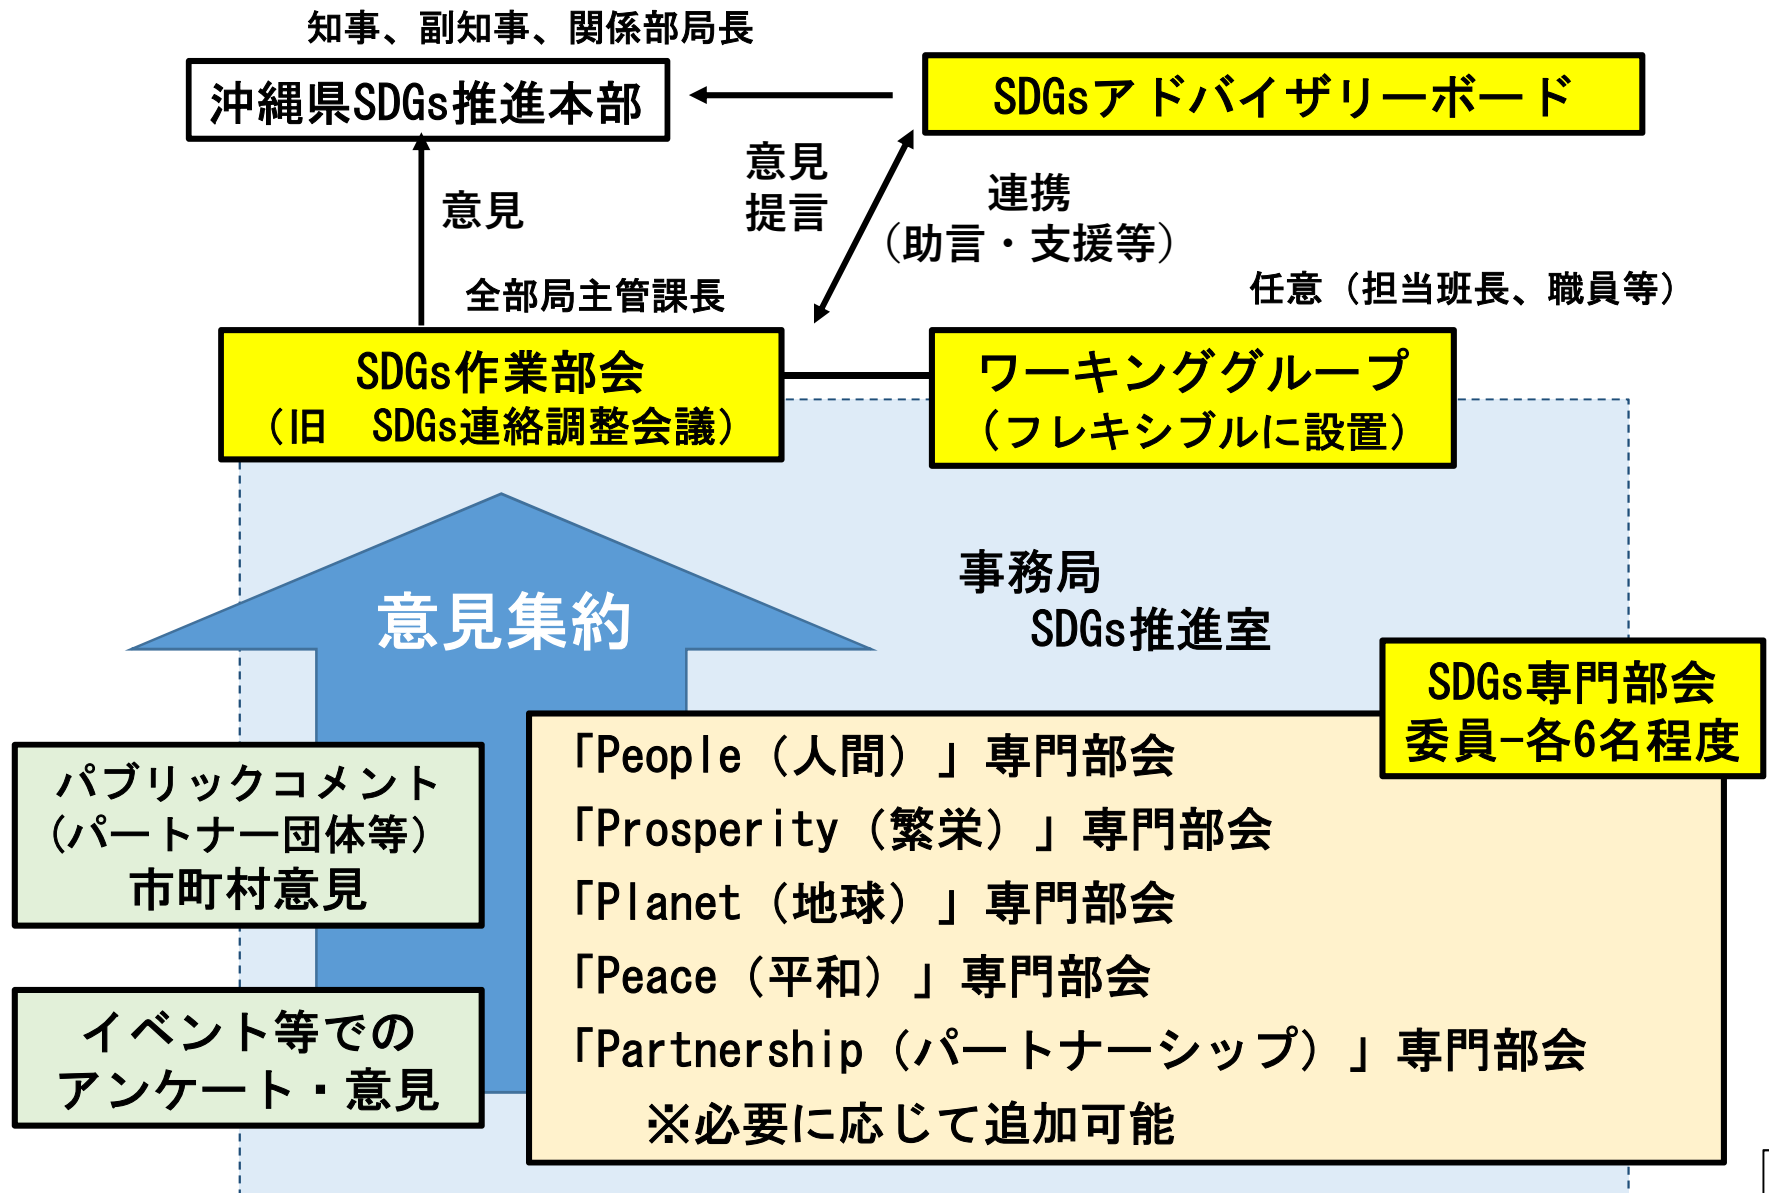 知事、副知事、関係部局長
沖縄県SDGs推進本部
SDGsアドバイザリーボード
意見
提言
連携
（助言・支援等）
意見
全部局主管課長
任意（担当班長、職員等）
SDGs作業部会
（旧　SDGs連絡調整会議）
ワーキンググループ
（フレキシブルに設置）
意見集約
事務局
SDGs推進室
SDGs専門部会
委員-各6名程度
「People（人間）」専門部会
「Prosperity（繁栄）」専門部会
「Planet（地球）」専門部会
「Peace（平和）」専門部会
「Partnership（パートナーシップ）」専門部会
※必要に応じて追加可能
パブリックコメント
（パートナー団体等）
市町村意見
イベント等での
アンケート・意見